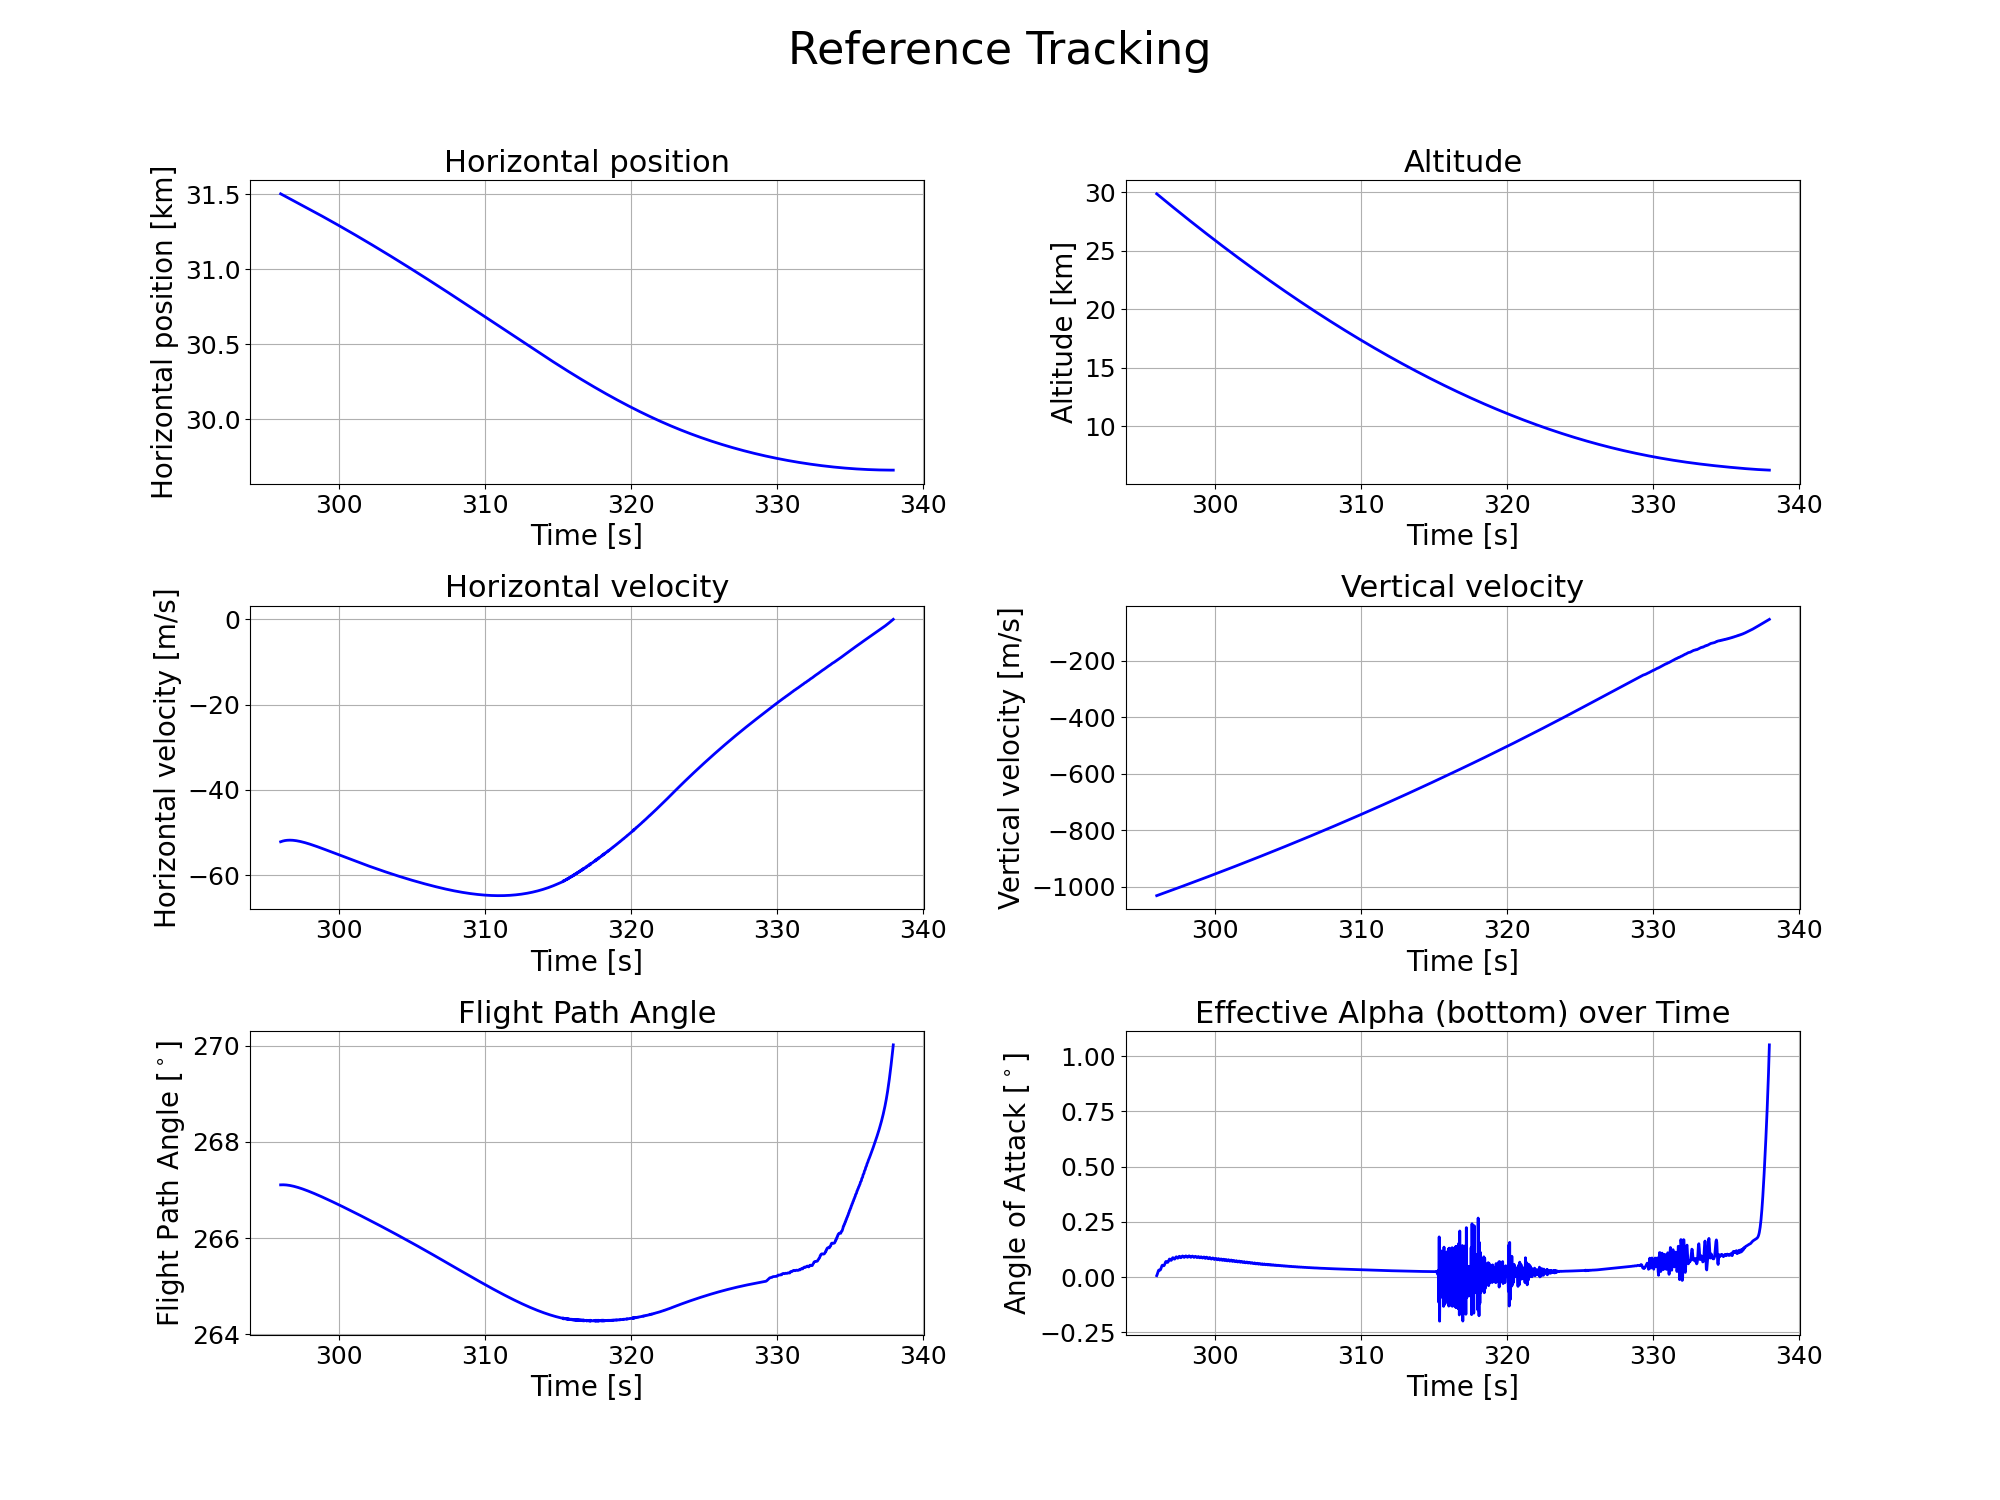 Reference Tracking
Horizontal position
Horizontal position [km]
31.5
31.0
30.5
30.0
300 310 320 330 340
Time [s]
Altitude
Altitude [km]
30
25
20
15
10
300 310 320 330 340
Time [s]
Horizontal velocity
Horizontal velocity [m/s]
0
−20
−40
−60
300 310 320 330 340
Time [s]
Vertical velocity
Vertical velocity [m/s]
−200
−400
−600
−800
−1000
300 310 320 330 340
Time [s]
Flight Path Angle
Flight Path Angle [°]
270
268
266
264
300 310 320 330 340
Time [s]
Effective Alpha (bottom) over Time
Angle of Attack [°]
1.00
0.75
0.50
0.25
0.00
−0.25
300 310 320 330 340
Time [s]